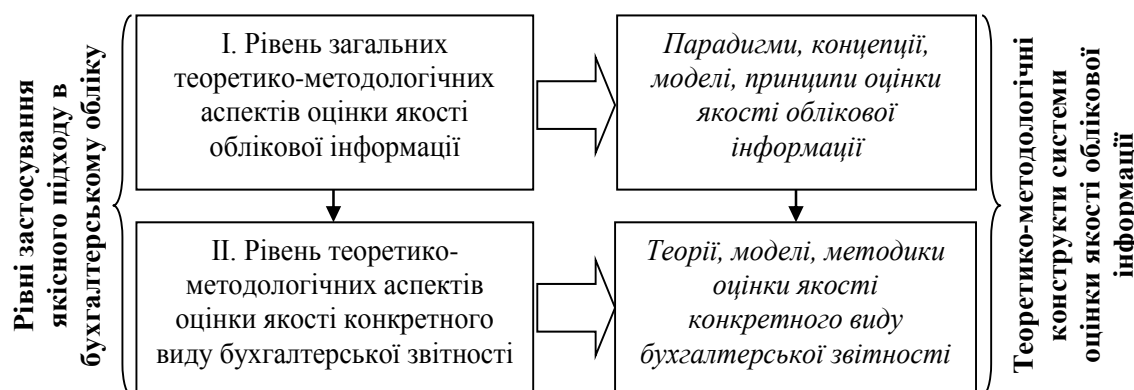 Рівні застосування
якісного підходу в
бухгалтерському обліку
І. Рівень загальних
теоретико-методологічних
аспектів оцінки якості
облікової інформації
Парадигми, концепції,
моделі, принципи оцінки
якості облікової
інформації
ІІ. Рівень теоретико-
методологічних аспектів
оцінки якості конкретного
виду бухгалтерської звітності
Теорії, моделі, методики
оцінки якості
конкретного виду
бухгалтерської звітності
Теоретико-методологічні
конструкти системи
оцінки якості облікової
інформації